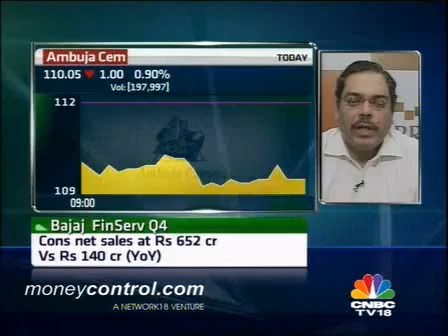 Ambuja Cem
TODAY
110.05 ▼ 1.00 0.90%
Vol:[197,997]
112
109
09:00
Bajaj FinServ Q4
Cons net sales at Rs 652 cr
Vs Rs 140 cr (YoY)
moneycontrol.com
A NETWORK18 VENTURE
CNBC
TV18